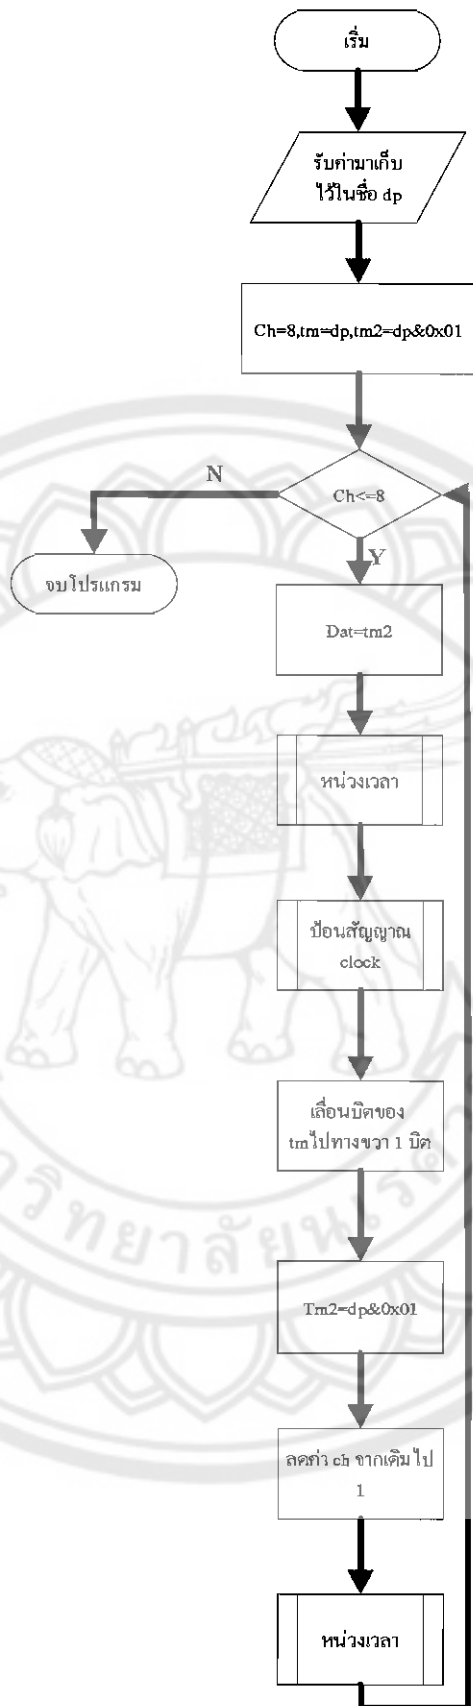 เริ่ม
รับค่ามาเก็บ
ไว้ในชื่อ dp
Ch=8,tm=dp,tm2=dp&0x01
Ch<=8
N
Y
จบโปรแกรม
Dat=tm2
หน่วงเวลา
ป้อนสัญญาณ
clock
เลื่อนบิตของ
tm ไปทางขวา 1 บิต
Tm2=dp&0x01
ลดค่า ch จากเดิมไป
1
หน่วงเวลา